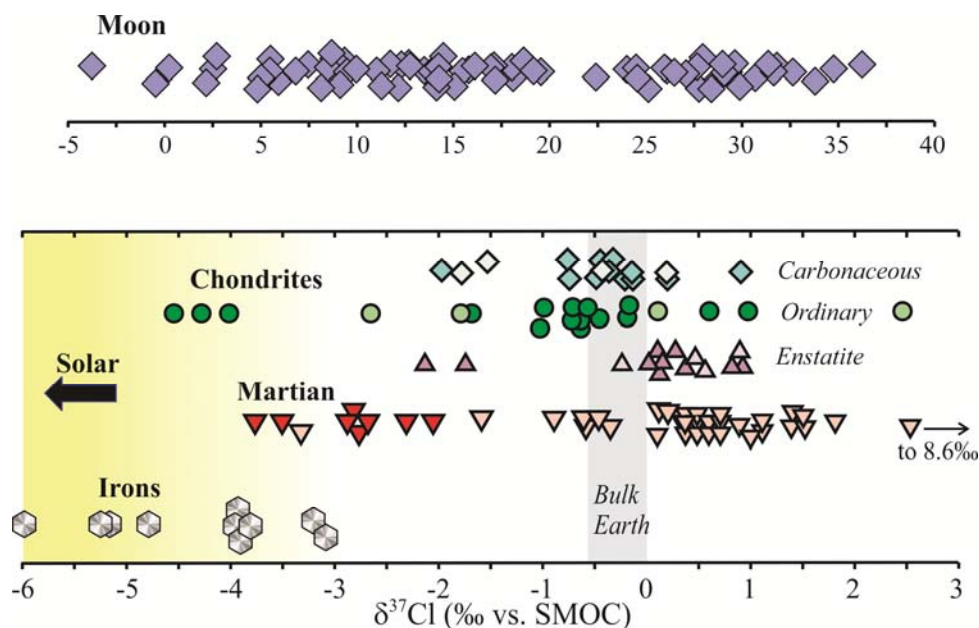 Moon
-5 0 5 10 15 20 25 30 35 40
Chondrites
Carbonaceous
Ordinary
Solar
Enstatite
Martian
to 8.6‰
Irons
Bulk
Earth
-6 -5 -4 -3 -2 -1 0 1 2 3
δ³⁷Cl (‰ vs. SMOC)